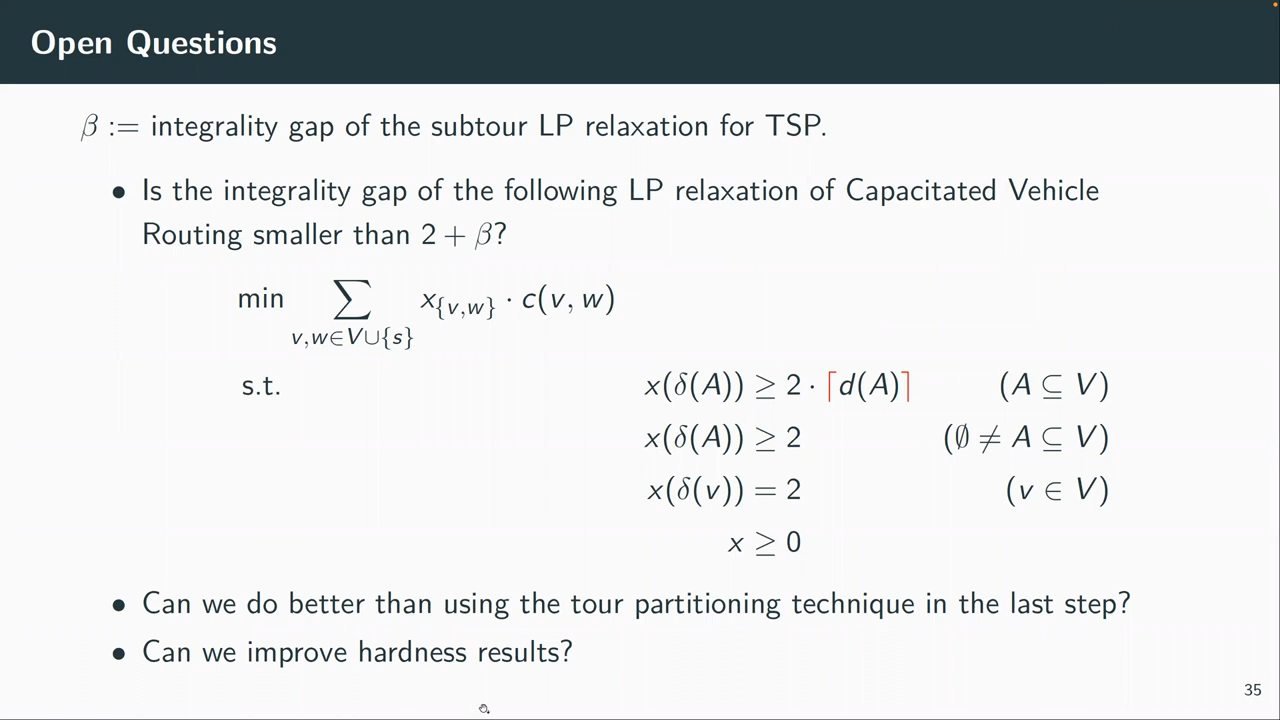 Open Questions
β := integrality gap of the subtour LP relaxation for TSP.
• Is the integrality gap of the following LP relaxation of Capacitated Vehicle
Routing smaller than 2 + β?
min ∑_{v,w∈V∪{s}} x_{{v,w}} · c(v, w)
s.t. x(δ(A)) ≥ 2 · ⌈d(A)⌉ (A ⊆ V)
x(δ(A)) ≥ 2 (∅ ≠ A ⊆ V)
x(δ(v)) = 2 (v ∈ V)
x ≥ 0
• Can we do better than using the tour partitioning technique in the last step?
• Can we improve hardness results?
35